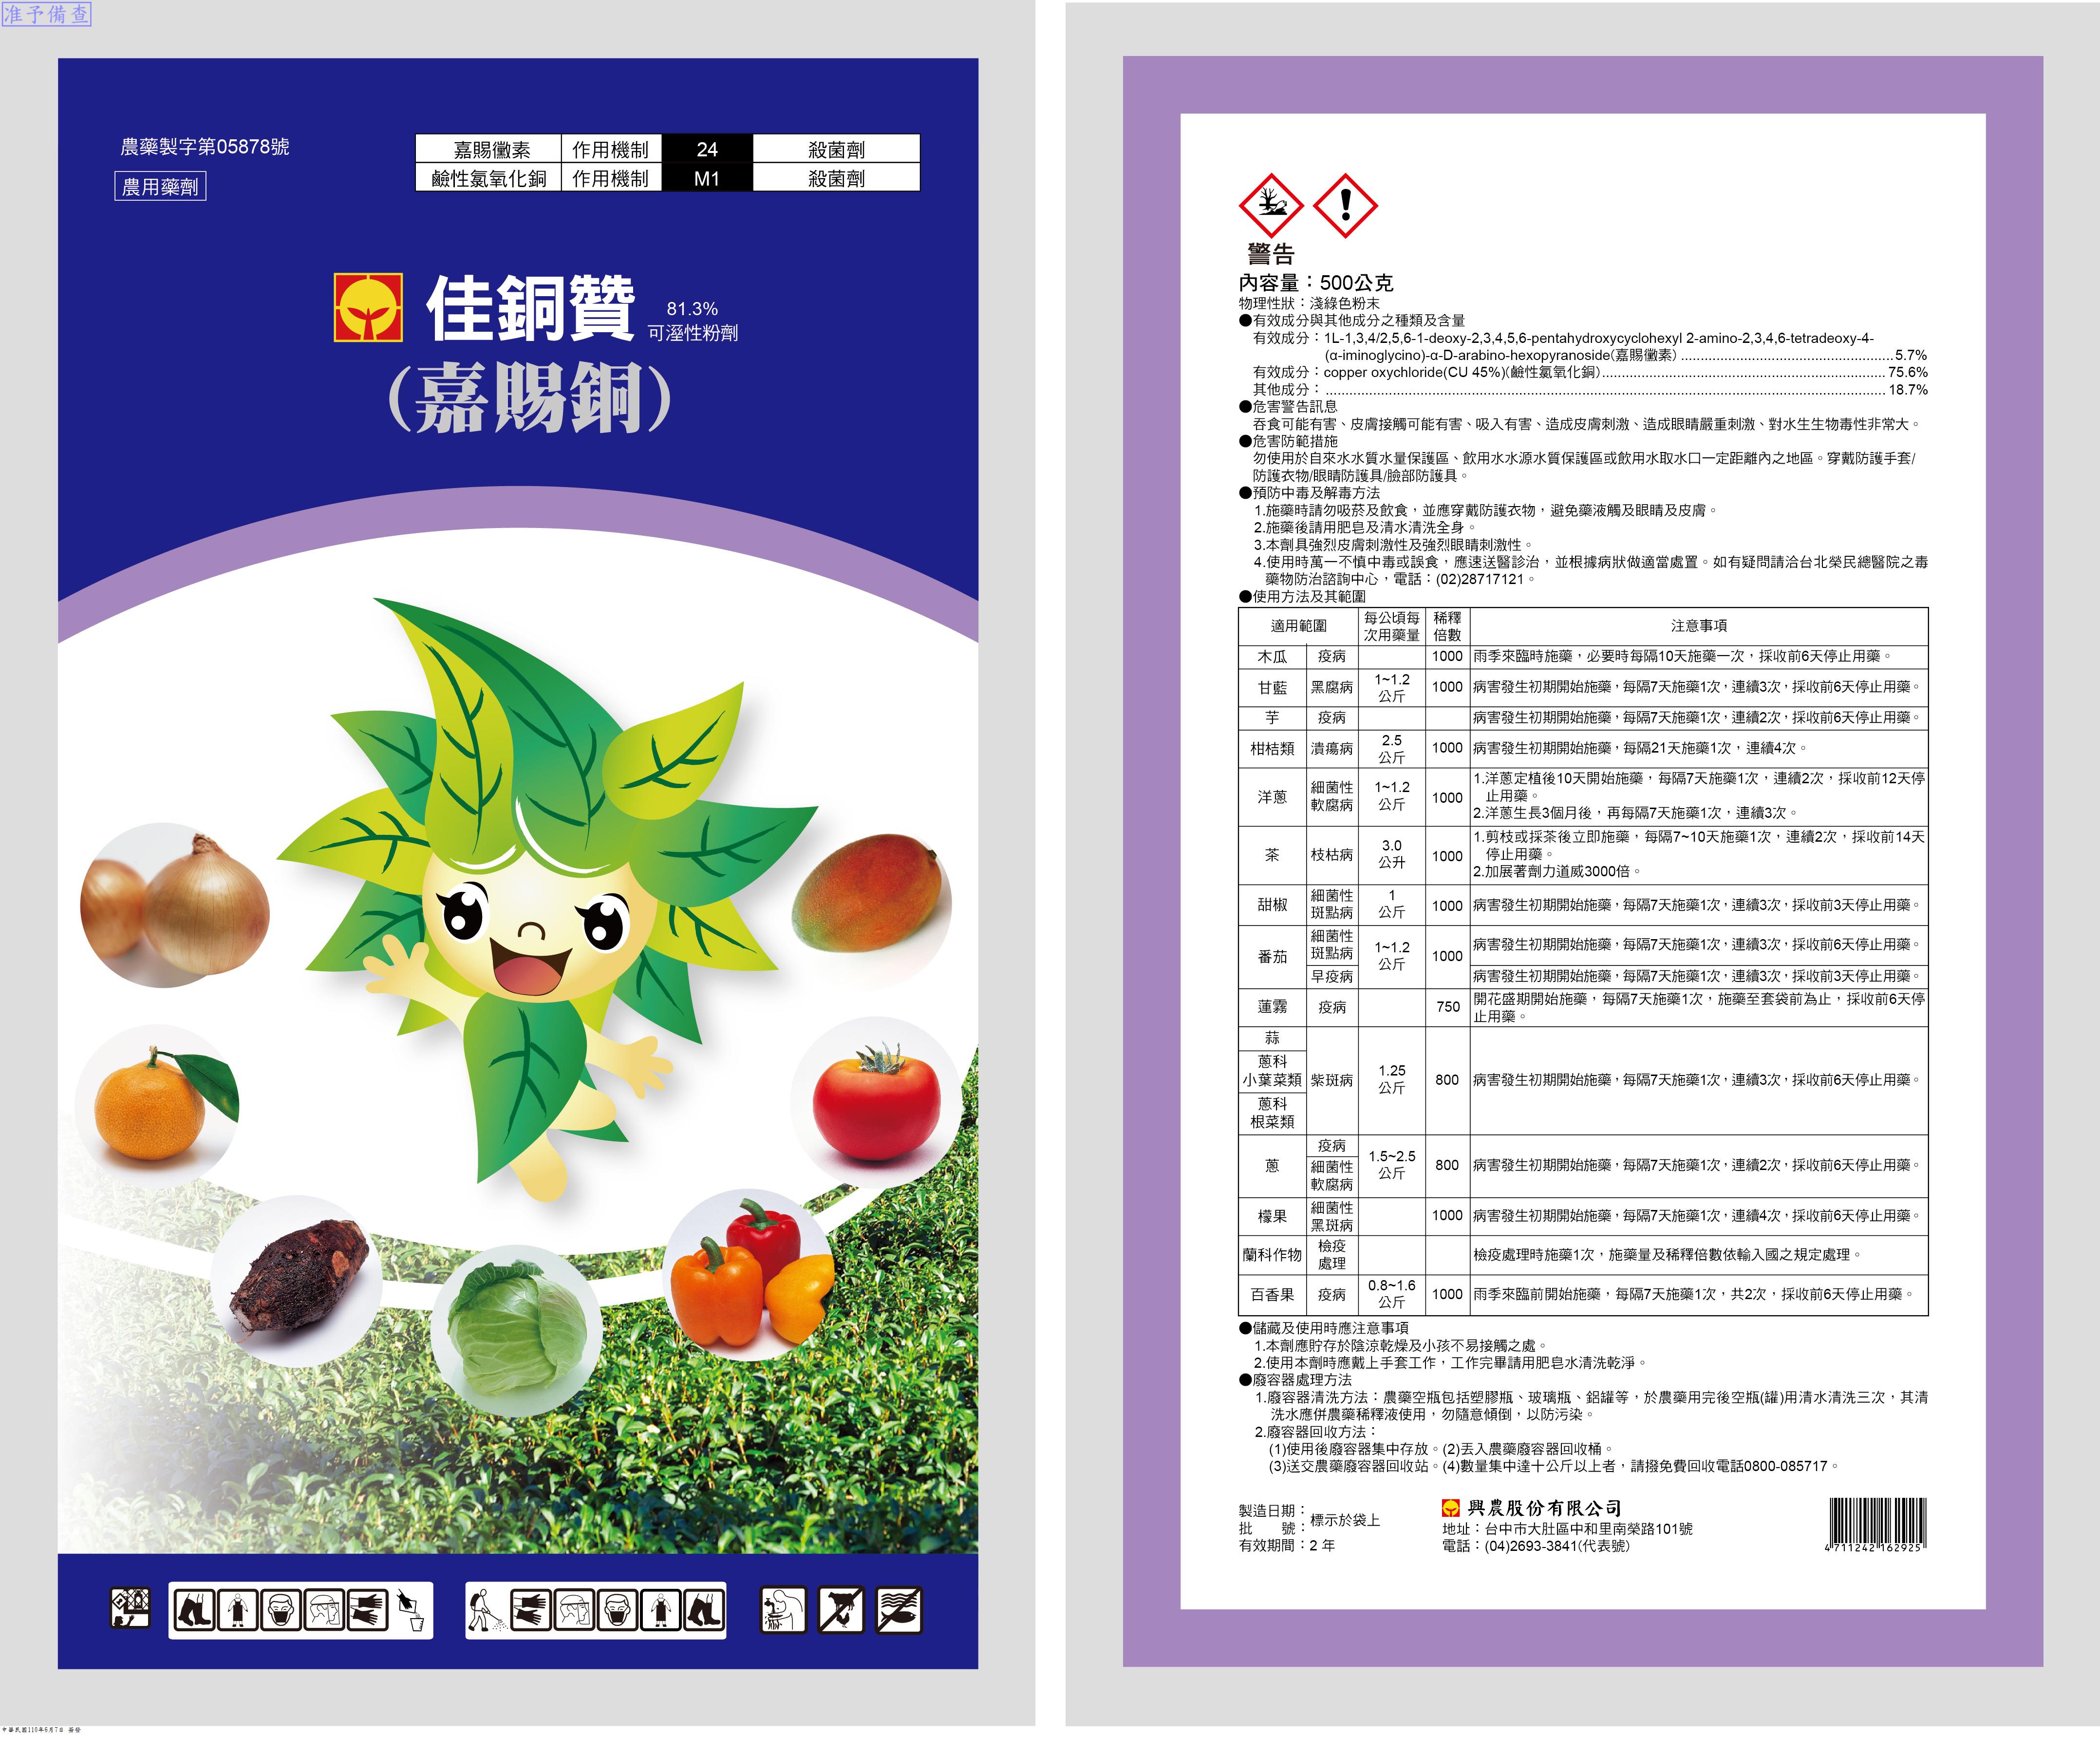 准予備查
農藥製字第05878號
農用藥劑
嘉賜黴素 作用機制 24 殺菌劑
鹼性氯氧化銅 作用機制 M1 殺菌劑
佳銅贊 81.3%
可溼性粉劑
(嘉賜銅)
中華民國110年6月7日 簽發
警告
內容量：500公克
物理性狀：淺綠色粉末
●有效成分與其他成分之種類及含量
有效成分：1L-1,3,4/2,5,6-1-deoxy-2,3,4,5,6-pentahydroxycyclohexyl 2-amino-2,3,4,6-tetradeoxy-4-
(α-iminoglycino)-α-D-arabino-hexopyranoside(嘉賜黴素) ......................................................5.7%
有效成分：copper oxychloride(CU 45%)(鹼性氯氧化銅)........................................................................ 75.6%
其他成分：.............................................................................................................................................. 18.7%
●危害警告訊息
吞食可能有害、皮膚接觸可能有害、吸入有害、造成皮膚刺激、造成眼睛嚴重刺激、對水生生物毒性非常大。
●危害防範措施
勿使用於自來水水質水量保護區、飲用水水源水質保護區或飲用水取水口一定距離內之地區。穿戴防護手套/
防護衣物/眼睛防護具/臉部防護具。
●預防中毒及解毒方法
1.施藥時請勿吸菸及飲食，並應穿戴防護衣物，避免藥液觸及眼睛及皮膚。
2.施藥後請用肥皂及清水清洗全身。
3.本劑具強烈皮膚刺激性及強烈眼睛刺激性。
4.使用時萬一不慎中毒或誤食，應速送醫診治，並根據病狀做適當處置。如有疑問請洽台北榮民總醫院之毒
藥物防治諮詢中心，電話：(02)28717121。
●使用方法及其範圍
適用範圍 每公頃每次用藥量 稀釋倍數 注意事項
木瓜 疫病 1000 雨季來臨時施藥，必要時每隔10天施藥一次，採收前6天停止用藥。
甘藍 黑腐病 1~1.2公斤 1000 病害發生初期開始施藥，每隔7天施藥1次，連續3次，採收前6天停止用藥。
芋 疫病 病害發生初期開始施藥，每隔7天施藥1次，連續2次，採收前6天停止用藥。
柑桔類 潰瘍病 2.5公斤 1000 病害發生初期開始施藥，每隔21天施藥1次，連續4次。
洋蔥 細菌性軟腐病 1~1.2公斤 1000 1.洋蔥定植後10天開始施藥，每隔7天施藥1次，連續2次，採收前12天停
止用藥。
2.洋蔥生長3個月後，再每隔7天施藥1次，連續3次。
茶 枝枯病 3.0公升 1000 1.剪枝或採茶後立即施藥，每隔7~10天施藥1次，連續2次，採收前14天
停止用藥。
2.加展著劑力道威3000倍。
甜椒 細菌性斑點病 1公斤 1000 病害發生初期開始施藥，每隔7天施藥1次，連續3次，採收前3天停止用藥。
番茄 細菌性斑點病 1~1.2公斤 1000 病害發生初期開始施藥，每隔7天施藥1次，連續3次，採收前6天停止用藥。
早疫病 病害發生初期開始施藥，每隔7天施藥1次，連續3次，採收前3天停止用藥。
蓮霧 疫病 750 開花盛期開始施藥，每隔7天施藥1次，施藥至套袋前為止，採收前6天停
止用藥。
蒜
蔥科
小葉菜類 紫斑病 1.25公斤 800 病害發生初期開始施藥，每隔7天施藥1次，連續3次，採收前6天停止用藥。
蔥科
根菜類
蔥 疫病 1.5~2.5公斤 800 病害發生初期開始施藥，每隔7天施藥1次，連續2次，採收前6天停止用藥。
細菌性軟腐病
檬果 細菌性黑斑病 1000 病害發生初期開始施藥，每隔7天施藥1次，連續4次，採收前6天停止用藥。
蘭科作物 檢疫處理 檢疫處理時施藥1次，施藥量及稀釋倍數依輸入國之規定處理。
百香果 疫病 0.8~1.6公斤 1000 雨季來臨前開始施藥，每隔7天施藥1次，共2次，採收前6天停止用藥。
●儲藏及使用時應注意事項
1.本劑應貯存於陰涼乾燥及小孩不易接觸之處。
2.使用本劑時應戴上手套工作，工作完畢請用肥皂水清洗乾淨。
●廢容器處理方法
1.廢容器清洗方法：農藥空瓶包括塑膠瓶、玻璃瓶、鋁罐等，於農藥用完後空瓶(罐)用清水清洗三次，其清
洗水應併農藥稀釋液使用，勿隨意傾倒，以防污染。
2.廢容器回收方法：
(1)使用後廢容器集中存放。(2)丟入農藥廢容器回收桶。
(3)送交農藥廢容器回收站。(4)數量集中達十公斤以上者，請撥免費回收電話0800-085717。
製造日期：
批 號：標示於袋上
有效期間：2 年
興農股份有限公司
地址：台中市大肚區中和里南榮路101號
電話：(04)2693-3841(代表號)
4 711242 162925